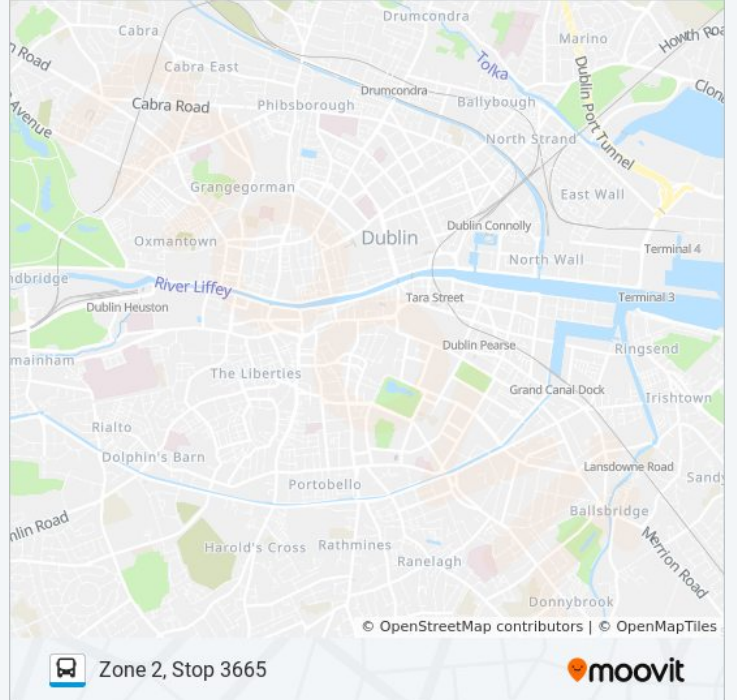 Drumcondra
Cabra
Marino
Howth Roa
n Road
Cabra East
Tolka
Drumcondra
Dublin Port Tunnel
Clont
Avenue
Cabra Road
Phibsborough
Ballybough
North Strand
Grangegorman
East Wall
Dublin Connolly
Oxmantown
Dublin
Terminal 4
North Wall
ndbridge
River Liffey
Tara Street
Terminal 3
Dublin Heuston
Dublin Pearse
Ringsend
mainham
The Liberties
Grand Canal Dock
Irishtown
Rialto
Dolphin's Barn
Lansdowne Road
Sandy
Portobello
Ballsbridge
nlin Road
Harold's Cross
Rathmines
Ranelagh
Merrion Road
Donnybrook
© OpenStreetMap contributors | © OpenMapTiles
Zone 2, Stop 3665
moovit